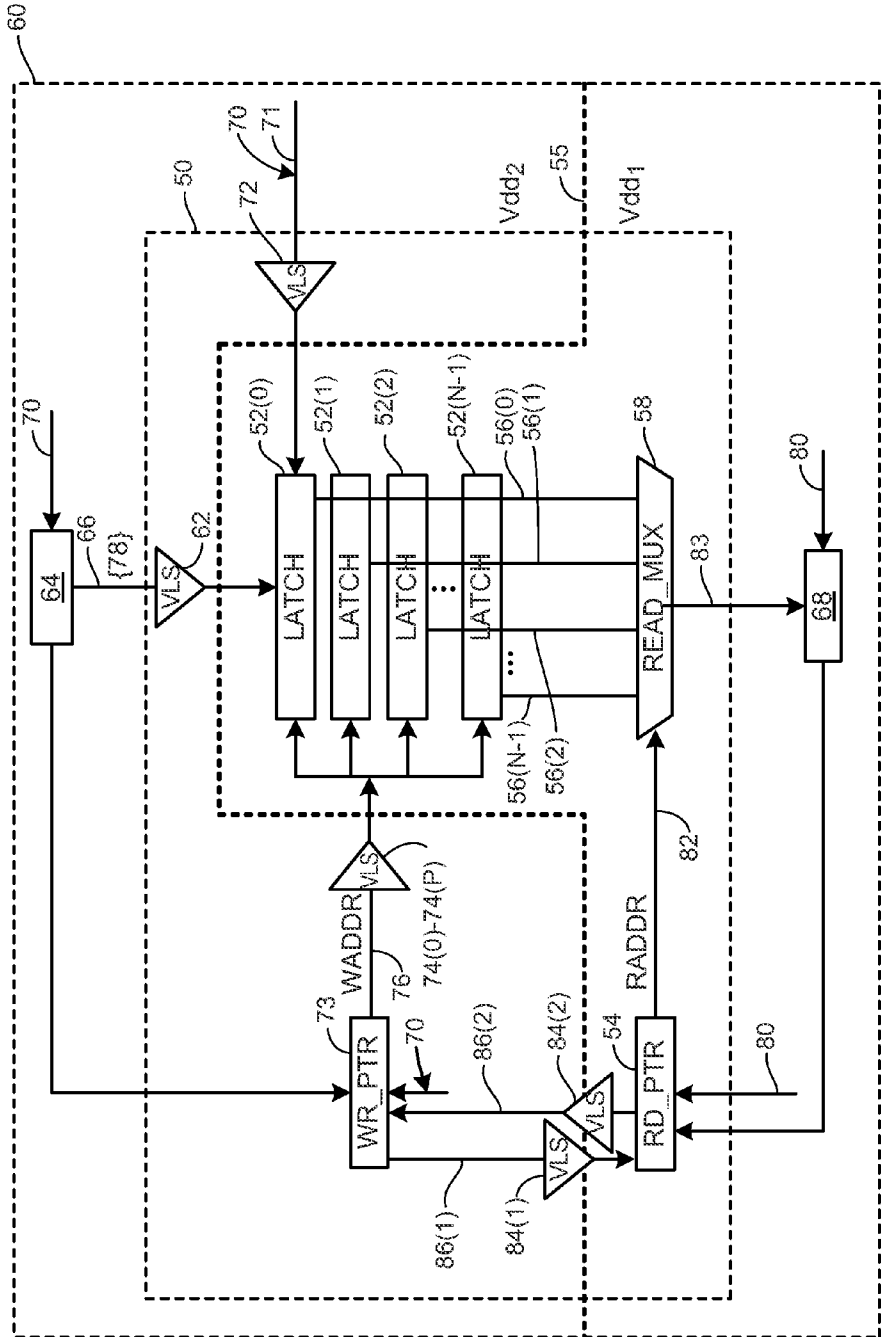 60
50
70
71
72
VLS
Vdd₂
55
Vdd₁
70
64
66
{78}
62
VLS
52(0)
52(1)
52(2)
52(N-1)
LATCH
LATCH
LATCH
LATCH
...
...
56(0)
56(1)
56(2)
56(N-1)
58
READ_MUX
83
80
68
73
WR_PTR
WADDR
76
VLS
74(0)-74(P)
70
86(2)
86(1)
84(2)
84(1)
VLS
VLS
54
RD_PTR
RADDR
82
80